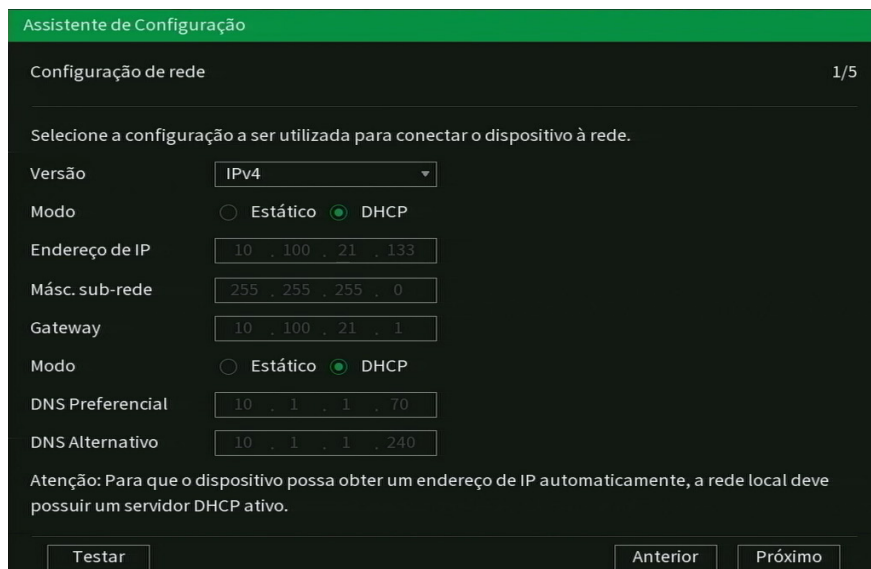 Assistente de Configuração
Configuração de rede 1/5
Selecione a configuração a ser utilizada para conectar o dispositivo à rede.
Versão IPv4
Modo Estático DHCP
Endereço de IP 10 . 100 . 21 . 133
Másc. sub-rede 255 . 255 . 255 . 0
Gateway 10 . 100 . 21 . 1
Modo Estático DHCP
DNS Preferencial 10 . 1 . 1 . 70
DNS Alternativo 10 . 1 . 1 . 240
Atenção: Para que o dispositivo possa obter um endereço de IP automaticamente, a rede local deve
possuir um servidor DHCP ativo.
Testar Anterior Próximo